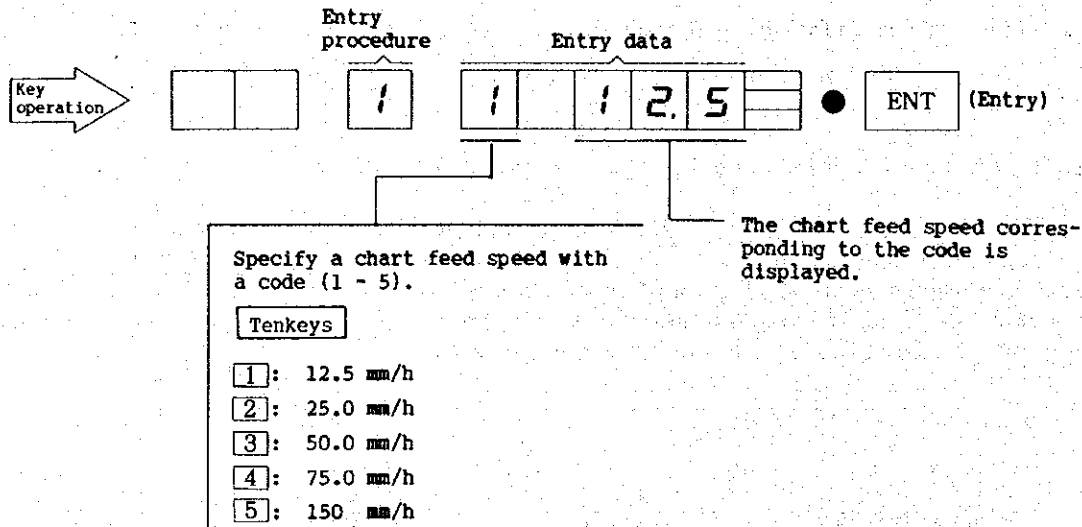 Entry
procedure
Entry data
Key
operation
1 1 1 2. 5
ENT (Entry)
The chart feed speed corres-
ponding to the code is
displayed.
Specify a chart feed speed with
a code (1 - 5).
Tenkeys
1: 12.5 mm/h
2: 25.0 mm/h
3: 50.0 mm/h
4: 75.0 mm/h
5: 150 mm/h